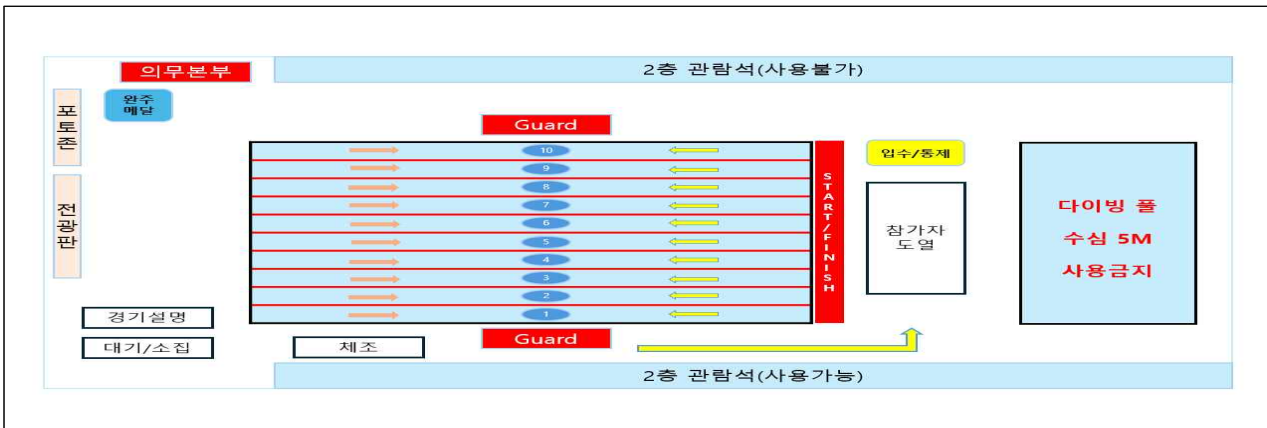 의무본부
2층 관람석(사용불가)
완주
메달
포토존
전광판
Guard
10
9
8
7
6
5
4
3
2
1
START/FINISH
입수/통제
참가자
도열
다이빙 풀
수심 5M
사용금지
경기설명
대기/소집
체조
Guard
2층 관람석(사용가능)